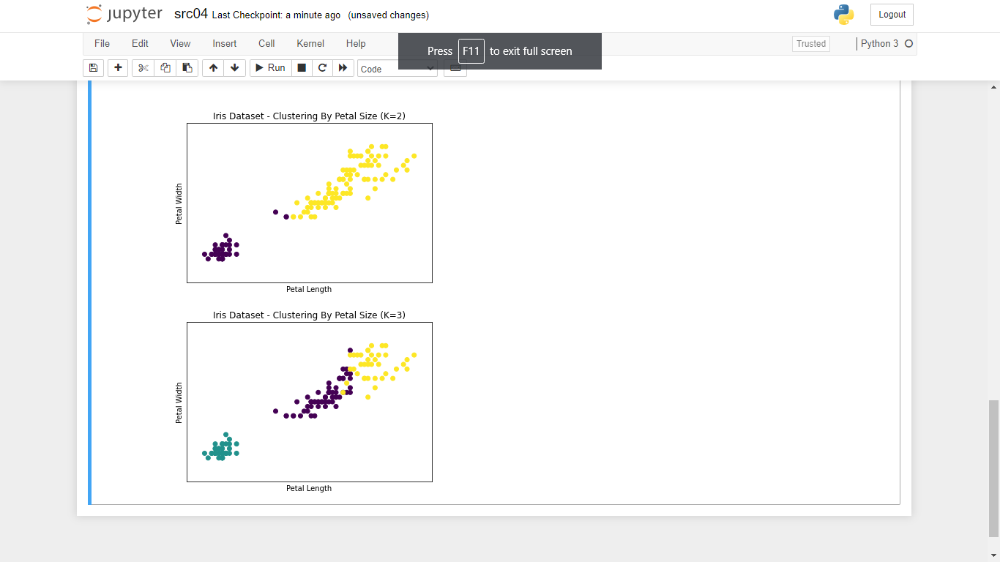 jupyter src04 Last Checkpoint: a minute ago (unsaved changes)
Logout
File Edit View Insert Cell Kernel Help
Press F11 to exit full screen
Trusted
Python 3
Run
Code
Iris Dataset - Clustering By Petal Size (K=2)
Petal Width
Petal Length
Iris Dataset - Clustering By Petal Size (K=3)
Petal Width
Petal Length